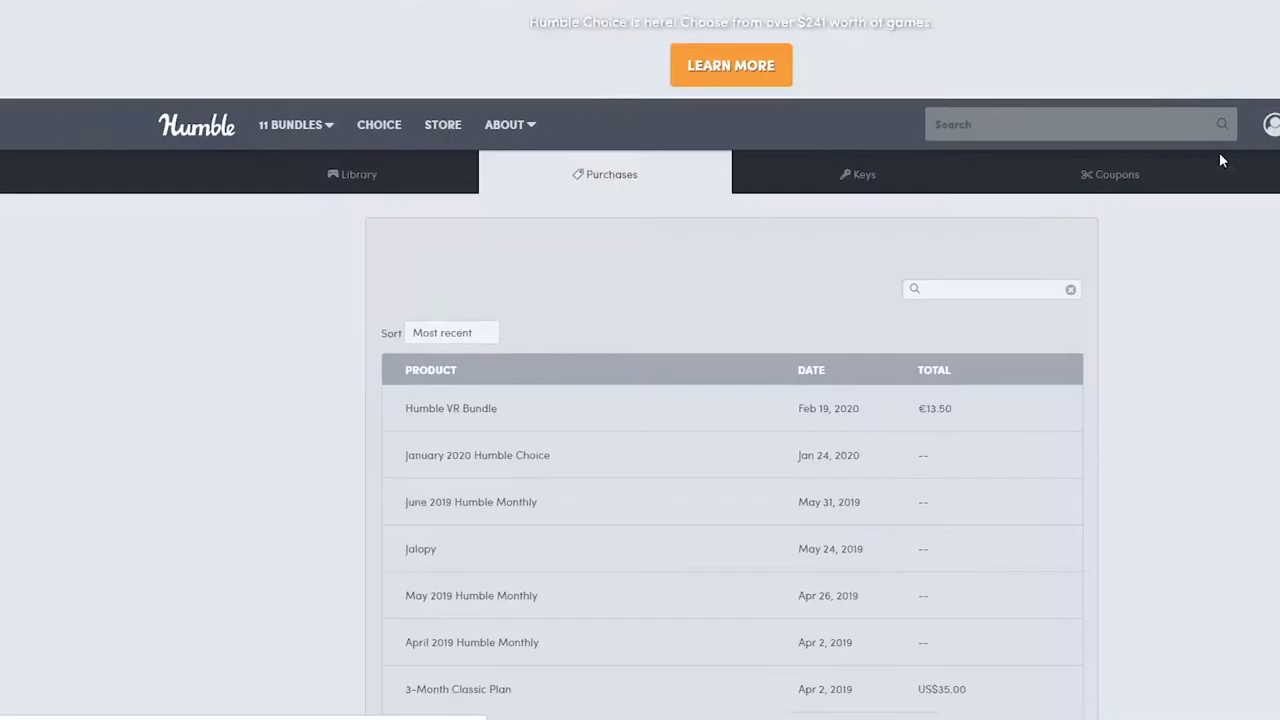 Humble Choice is here! Choose from over $241 worth of games.
LEARN MORE
Humble 11 BUNDLES CHOICE STORE ABOUT Search
Library Purchases Keys Coupons
Sort Most recent
PRODUCT DATE TOTAL
Humble VR Bundle Feb 19, 2020 €13.50
January 2020 Humble Choice Jan 24, 2020 --
June 2019 Humble Monthly May 31, 2019 --
Jalopy May 24, 2019 --
May 2019 Humble Monthly Apr 26, 2019 --
April 2019 Humble Monthly Apr 2, 2019 --
3-Month Classic Plan Apr 2, 2019 US$35.00